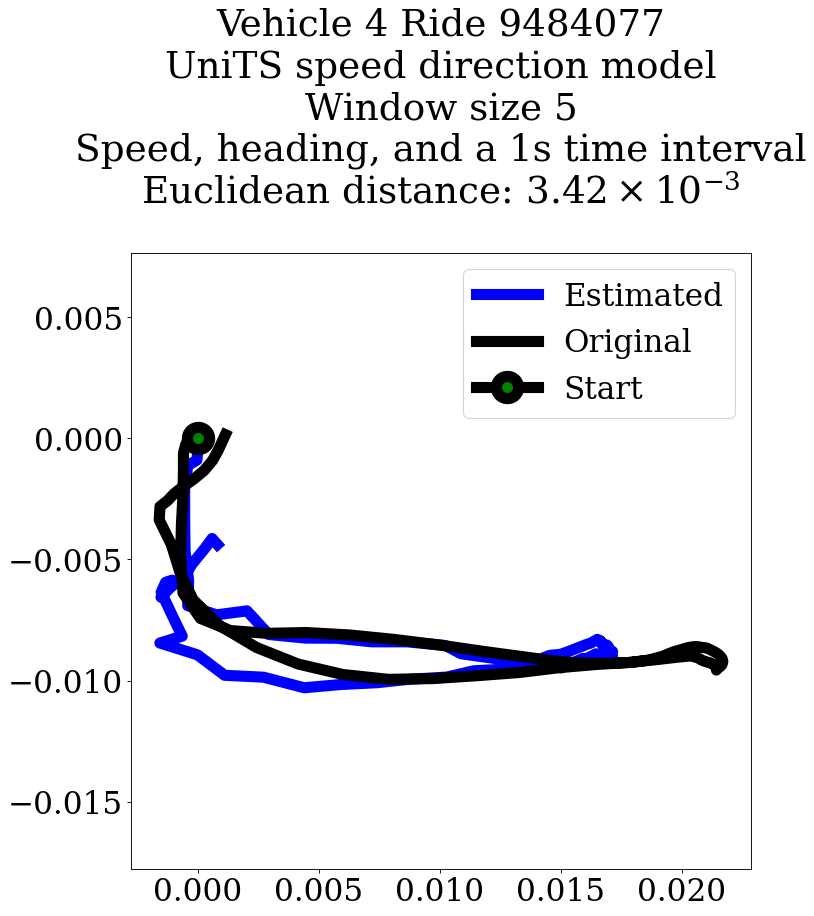 Vehicle 4 Ride 9484077
UniTS speed direction model
Window size 5
Speed, heading, and a 1s time interval
Euclidean distance: 3.42 × 10⁻³
Estimated
Original
Start
0.005
0.000
−0.005
−0.010
−0.015
0.000 0.005 0.010 0.015 0.020